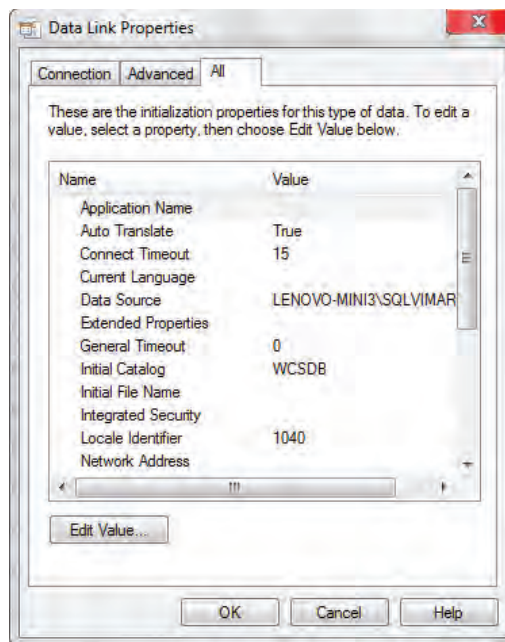 Data Link Properties
Connection Advanced All
These are the initialization properties for this type of data. To edit a
value, select a property, then choose Edit Value below.
Name Value
Application Name
Auto Translate True
Connect Timeout 15
Current Language
Data Source LENOVO-MINI3\SQLVIMAR
Extended Properties
General Timeout 0
Initial Catalog WCSDB
Initial File Name
Integrated Security
Locale Identifier 1040
Network Address
Edit Value...
OK Cancel Help